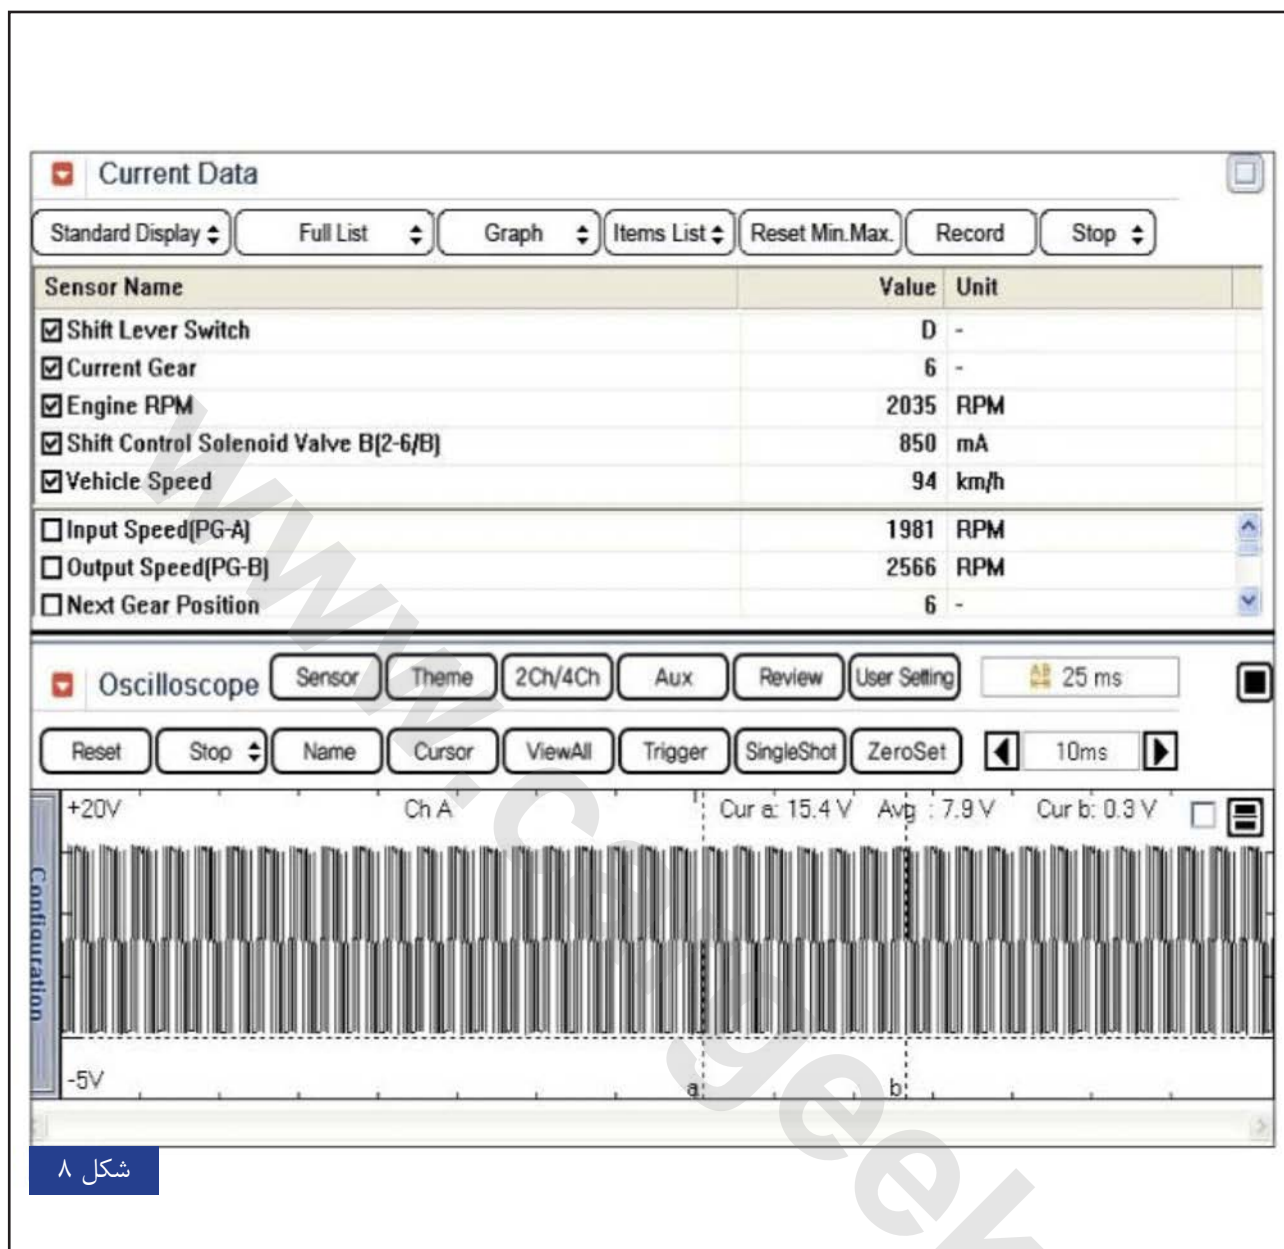 Current Data
Standard Display Full List Graph Items List Reset Min.Max. Record Stop
Sensor Name Value Unit
Shift Lever Switch D -
Current Gear 6 -
Engine RPM 2035 RPM
Shift Control Solenoid Valve B(2-6/B) 850 mA
Vehicle Speed 94 km/h
Input Speed(PG-A) 1981 RPM
Output Speed(PG-B) 2566 RPM
Next Gear Position 6 -
Oscilloscope Sensor Theme 2Ch/4Ch Aux Review User Setting AB 25 ms
Reset Stop Name Cursor ViewAll Trigger SingleShot ZeroSet 10ms
+20V Ch A Cur a: 15.4 V Avg : 7.9 V Cur b: 0.3 V
Configuration
-5V a b
شکل ۸